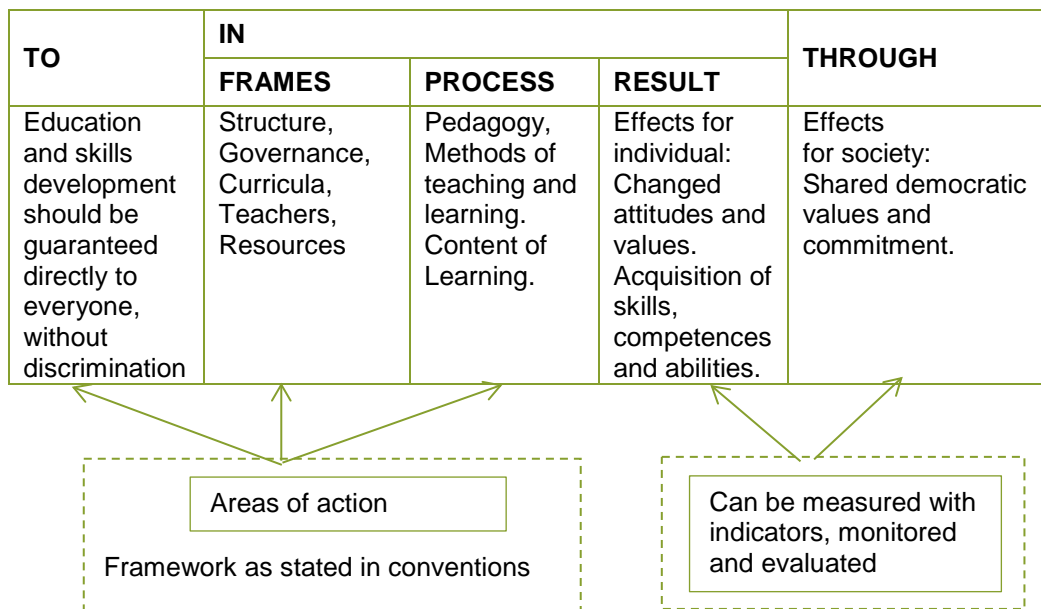 TO
IN
THROUGH
FRAMES
PROCESS
RESULT
Education
and skills
development
should be
guaranteed
directly to
everyone,
without
discrimination
Structure,
Governance,
Curricula,
Teachers,
Resources
Pedagogy,
Methods of
teaching and
learning.
Content of
Learning.
Effects for
individual:
Changed
attitudes and
values.
Acquisition of
skills,
competences
and abilities.
Effects
for society:
Shared democratic
values and
commitment.
Areas of action
Framework as stated in conventions
Can be measured with
indicators, monitored
and evaluated